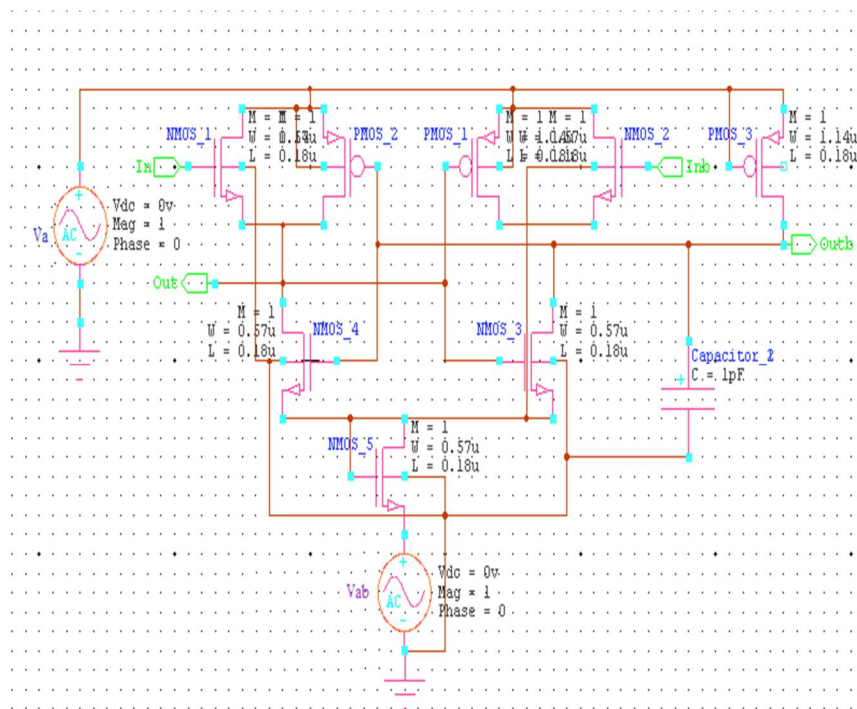 NMOS_1
PMOS_2
L = 0.18u
PMOS_1
NMOS_2
PMOS_3
M = 1
W = 1.14u
L = 0.18u
In
Inb
Va
AC
Vdc = 0v
Mag = 1
Phase = 0
Outb
Out
M = 1
W = 0.57u
L = 0.18u
NMOS_4
NMOS_3
M = 1
W = 0.57u
L = 0.18u
Capacitor_2
C = 1pF
NMOS_5
M = 1
W = 0.57u
L = 0.18u
Vab
AC
Vdc = 0v
Mag = 1
Phase = 0